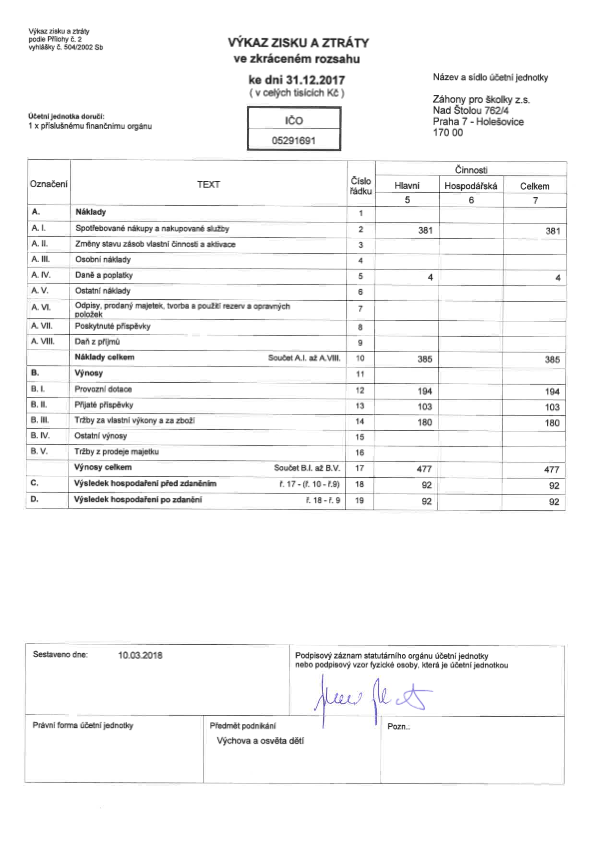 Výkaz zisku a ztráty
podle Přílohy č. 2
vyhlášky č. 504/2002 Sb
VÝKAZ ZISKU A ZTRÁTY
ve zkráceném rozsahu
ke dni 31.12.2017
( v celých tisících Kč )
Název a sídlo účetní jednotky
Záhony pro školky z.s.
Nad Štolou 762/4
Praha 7 - Holešovice
170 00
Účetní jednotka doručí:
1 x příslušnému finančnímu orgánu
IČO
05291691
Označení TEXT Číslo řádku Činnosti
Hlavní Hospodářská Celkem
5 6 7
A. Náklady 1
A. I. Spotřebované nákupy a nakupované služby 2 381 381
A. II. Změny stavu zásob vlastní činnosti a aktivace 3
A. III. Osobní náklady 4
A. IV. Daně a poplatky 5 4 4
A. V. Ostatní náklady 6
A. VI. Odpisy, prodaný majetek, tvorba a použití rezerv a opravných položek 7
A. VII. Poskytnuté příspěvky 8
A. VIII. Daň z příjmů 9
Náklady celkem Součet A.I. až A.VIII. 10 385 385
B. Výnosy 11
B. I. Provozní dotace 12 194 194
B. II. Přijaté příspěvky 13 103 103
B. III. Tržby za vlastní výkony a za zboží 14 180 180
B. IV. Ostatní výnosy 15
B. V. Tržby z prodeje majetku 16
Výnosy celkem Součet B.I. až B.V. 17 477 477
C. Výsledek hospodaření před zdaněním ř. 17 - (ř. 10 - ř.9) 18 92 92
D. Výsledek hospodaření po zdanění ř. 18 - ř. 9 19 92 92
Sestaveno dne: 10.03.2018
Podpisový záznam statutárního orgánu účetní jednotky
nebo podpisový vzor fyzické osoby, která je účetní jednotkou
Právní forma účetní jednotky
Předmět podnikání
Výchova a osvěta dětí
Pozn.: